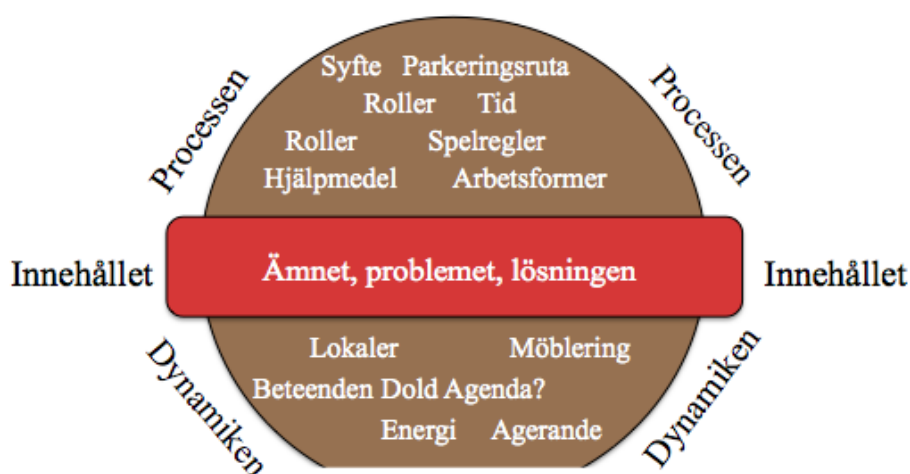 Syfte Parkeringsruta
Processen
Processen
Roller Tid
Roller Spelregler
Hjälpmedel Arbetsformer
Innehållet
Ämnet, problemet, lösningen
Innehållet
Lokaler Möblering
Dynamiken
Dynamiken
Beteenden Dold Agenda?
Energi Agerande